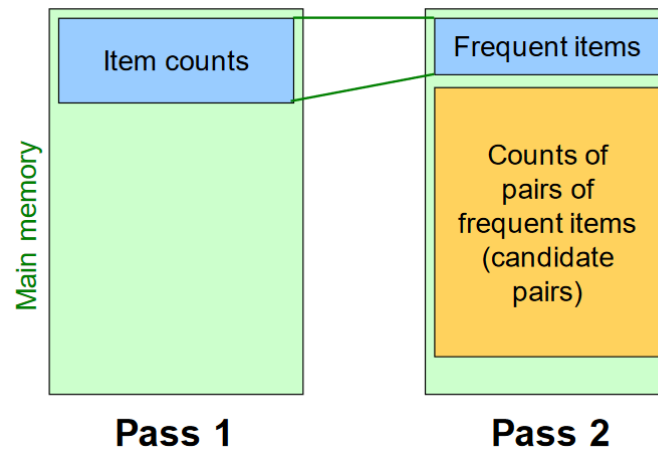 Item counts
Main memory
Pass 1
Frequent items
Counts of
pairs of
frequent items
(candidate
pairs)
Pass 2